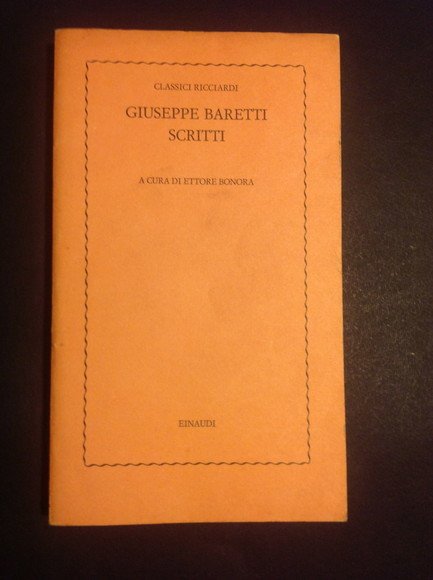 CLASSICI RICCIARDI
GIUSEPPE BARETTI
SCRITTI
A CURA DI ETTORE BONORA
EINAUDI